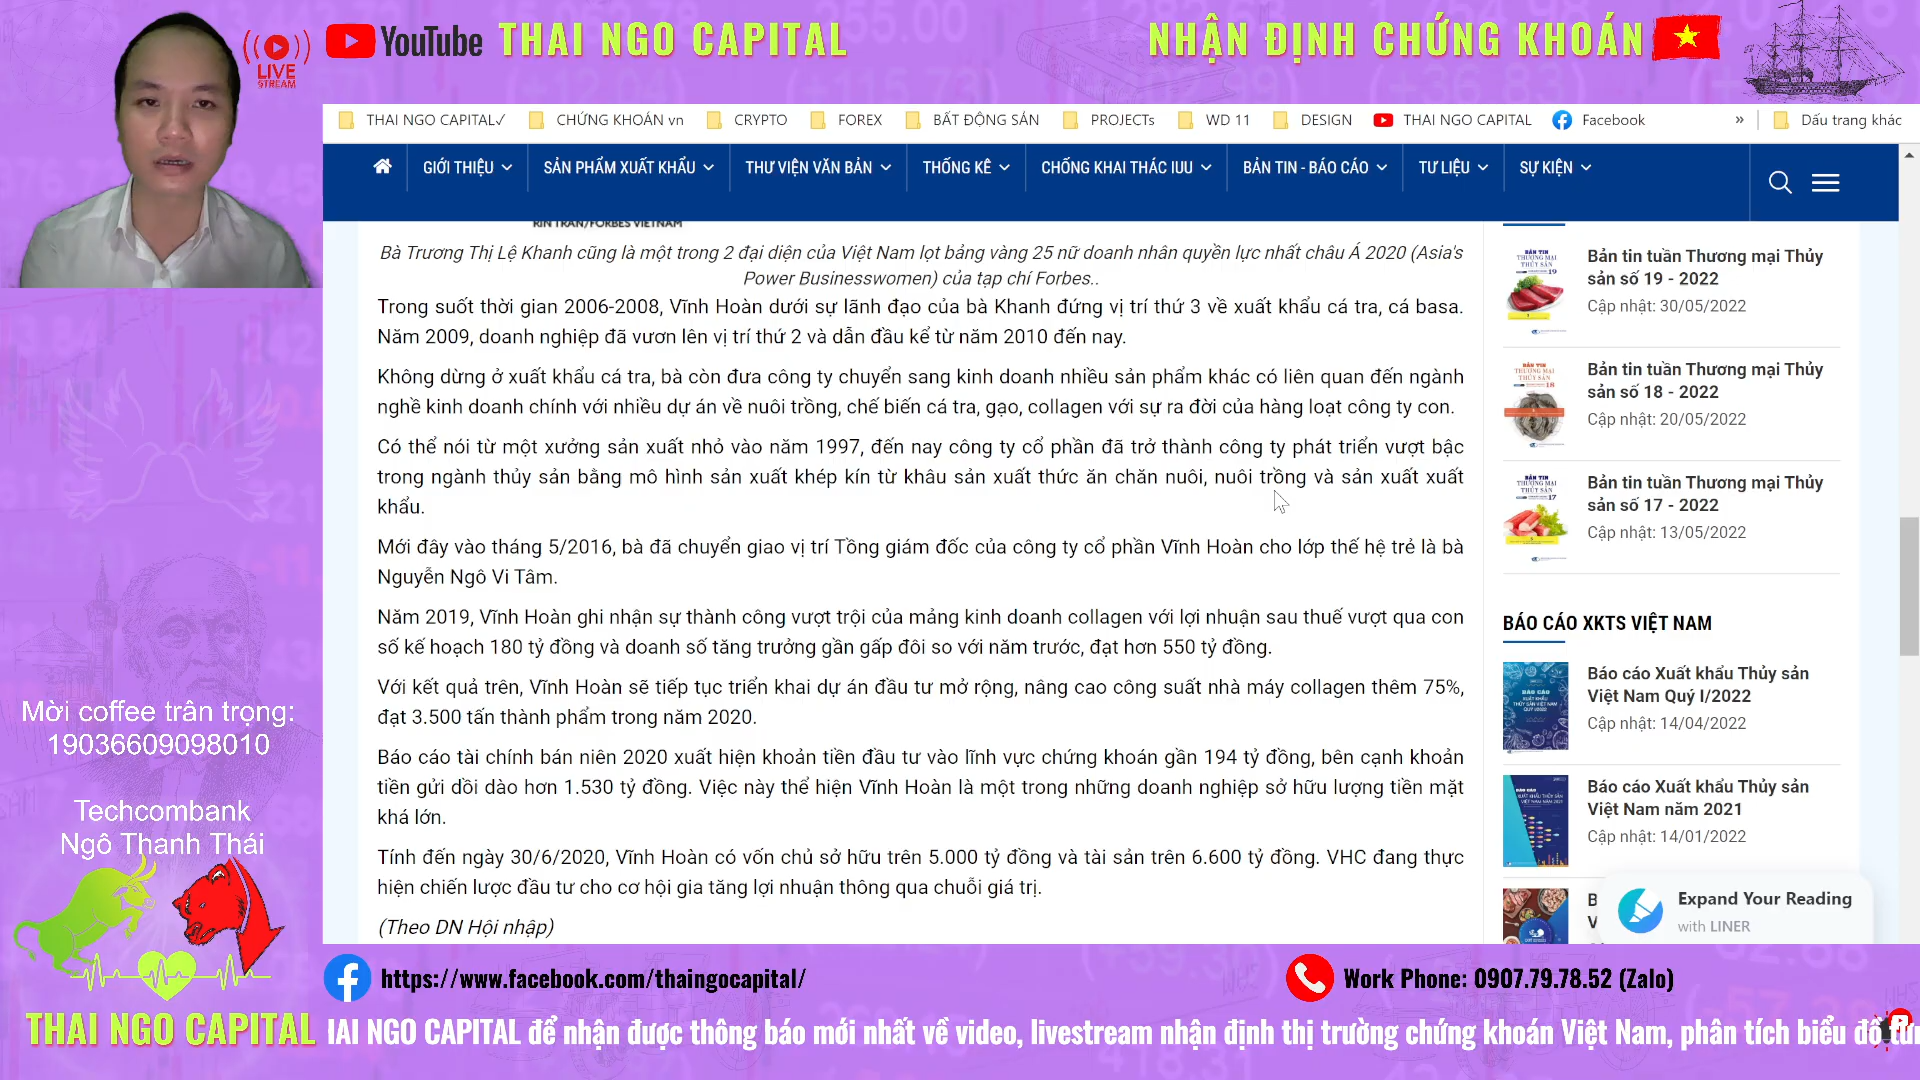 LIVE
STREAM
YouTube THAI NGO CAPITAL
NHẬN ĐỊNH CHỨNG KHOÁN
THAI NGO CAPITAL✓
CHỨNG KHOÁN vn
CRYPTO
FOREX
BẤT ĐỘNG SẢN
PROJECTs
WD 11
DESIGN
THAI NGO CAPITAL
Facebook
»
Dấu trang khác
GIỚI THIỆU
SẢN PHẨM XUẤT KHẨU
THƯ VIỆN VĂN BẢN
THỐNG KÊ
CHỐNG KHAI THÁC IUU
BẢN TIN - BÁO CÁO
TƯ LIỆU
SỰ KIỆN
RIN TRAN/FORBES VIETNAM
Bà Trương Thị Lệ Khanh cũng là một trong 2 đại diện của Việt Nam lọt bảng vàng 25 nữ doanh nhân quyền lực nhất châu Á 2020 (Asia's
Power Businesswomen) của tạp chí Forbes..
Trong suốt thời gian 2006-2008, Vĩnh Hoàn dưới sự lãnh đạo của bà Khanh đứng vị trí thứ 3 về xuất khẩu cá tra, cá basa.
Năm 2009, doanh nghiệp đã vươn lên vị trí thứ 2 và dẫn đầu kể từ năm 2010 đến nay.
Không dừng ở xuất khẩu cá tra, bà còn đưa công ty chuyển sang kinh doanh nhiều sản phẩm khác có liên quan đến ngành
nghề kinh doanh chính với nhiều dự án về nuôi trồng, chế biến cá tra, gạo, collagen với sự ra đời của hàng loạt công ty con.
Có thể nói từ một xưởng sản xuất nhỏ vào năm 1997, đến nay công ty cổ phần đã trở thành công ty phát triển vượt bậc
trong ngành thủy sản bằng mô hình sản xuất khép kín từ khâu sản xuất thức ăn chăn nuôi, nuôi trồng và sản xuất xuất
khẩu.
Mới đây vào tháng 5/2016, bà đã chuyển giao vị trí Tổng giám đốc của công ty cổ phần Vĩnh Hoàn cho lớp thế hệ trẻ là bà
Nguyễn Ngô Vi Tâm.
Năm 2019, Vĩnh Hoàn ghi nhận sự thành công vượt trội của mảng kinh doanh collagen với lợi nhuận sau thuế vượt qua con
số kế hoạch 180 tỷ đồng và doanh số tăng trưởng gần gấp đôi so với năm trước, đạt hơn 550 tỷ đồng.
Với kết quả trên, Vĩnh Hoàn sẽ tiếp tục triển khai dự án đầu tư mở rộng, nâng cao công suất nhà máy collagen thêm 75%,
đạt 3.500 tấn thành phẩm trong năm 2020.
Báo cáo tài chính bán niên 2020 xuất hiện khoản tiền đầu tư vào lĩnh vực chứng khoán gần 194 tỷ đồng, bên cạnh khoản
tiền gửi dồi dào hơn 1.530 tỷ đồng. Việc này thể hiện Vĩnh Hoàn là một trong những doanh nghiệp sở hữu lượng tiền mặt
khá lớn.
Tính đến ngày 30/6/2020, Vĩnh Hoàn có vốn chủ sở hữu trên 5.000 tỷ đồng và tài sản trên 6.600 tỷ đồng. VHC đang thực
hiện chiến lược đầu tư cho cơ hội gia tăng lợi nhuận thông qua chuỗi giá trị.
(Theo DN Hội nhập)
Bản tin tuần Thương mại Thủy
sản số 19 - 2022
Cập nhật: 30/05/2022
Bản tin tuần Thương mại Thủy
sản số 18 - 2022
Cập nhật: 20/05/2022
Bản tin tuần Thương mại Thủy
sản số 17 - 2022
Cập nhật: 13/05/2022
BÁO CÁO XKTS VIỆT NAM
Báo cáo Xuất khẩu Thủy sản
Việt Nam Quý I/2022
Cập nhật: 14/04/2022
Báo cáo Xuất khẩu Thủy sản
Việt Nam năm 2021
Cập nhật: 14/01/2022
B
V
Expand Your Reading
with LINER
Mời coffee trân trọng:
19036609098010
Techcombank
Ngô Thanh Thái
THAI NGO CAPITAL
https://www.facebook.com/thaingocapital/
Work Phone: 0907.79.78.52 (Zalo)
HAI NGO CAPITAL để nhận được thông báo mới nhất về video, livestream nhận định thị trường chứng khoán Việt Nam, phân tích biểu đồ